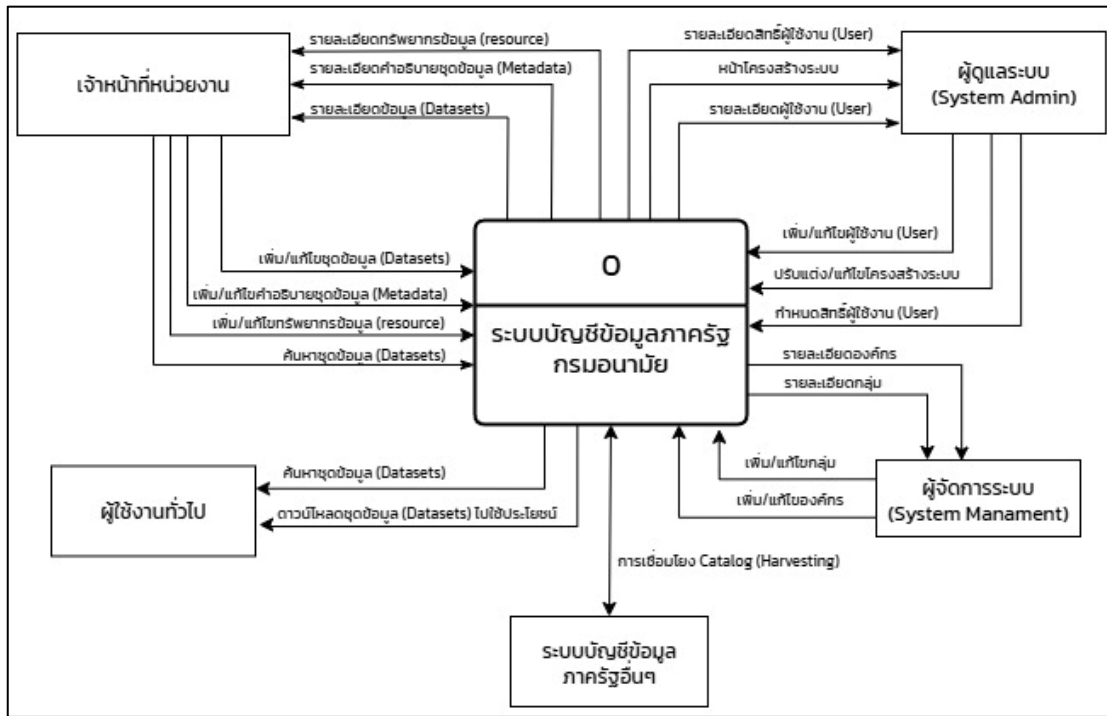 รายละเอียดทรัพยากรข้อมูล (resource)
รายละเอียดคำอธิบายชุดข้อมูล (Metadata)
รายละเอียดข้อมูล (Datasets)
เจ้าหน้าที่หน่วยงาน
รายละเอียดสิทธิ์ผู้ใช้งาน (User)
หน้าโครงสร้างระบบ
รายละเอียดผู้ใช้งาน (User)
ผู้ดูแลระบบ
(System Admin)
เพิ่ม/แก้ไขชุดข้อมูล (Datasets)
เพิ่ม/แก้ไขคำอธิบายชุดข้อมูล (Metadata)
เพิ่ม/แก้ไขทรัพยากรข้อมูล (resource)
ค้นหาชุดข้อมูล (Datasets)
0
ระบบบัญชีข้อมูลภาครัฐ
กรมอนามัย
เพิ่ม/แก้ไขผู้ใช้งาน (User)
ปรับแต่ง/แก้ไขโครงสร้างระบบ
กำหนดสิทธิ์ผู้ใช้งาน (User)
รายละเอียดองค์กร
รายละเอียดกลุ่ม
เพิ่ม/แก้ไขกลุ่ม
เพิ่ม/แก้ไของค์กร
ผู้จัดการระบบ
(System Manament)
ผู้ใช้งานทั่วไป
ค้นหาชุดข้อมูล (Datasets)
ดาวน์โหลดชุดข้อมูล (Datasets) ไปใช้ประโยชน์
การเชื่อมโยง Catalog (Harvesting)
ระบบบัญชีข้อมูล
ภาครัฐอื่นๆ